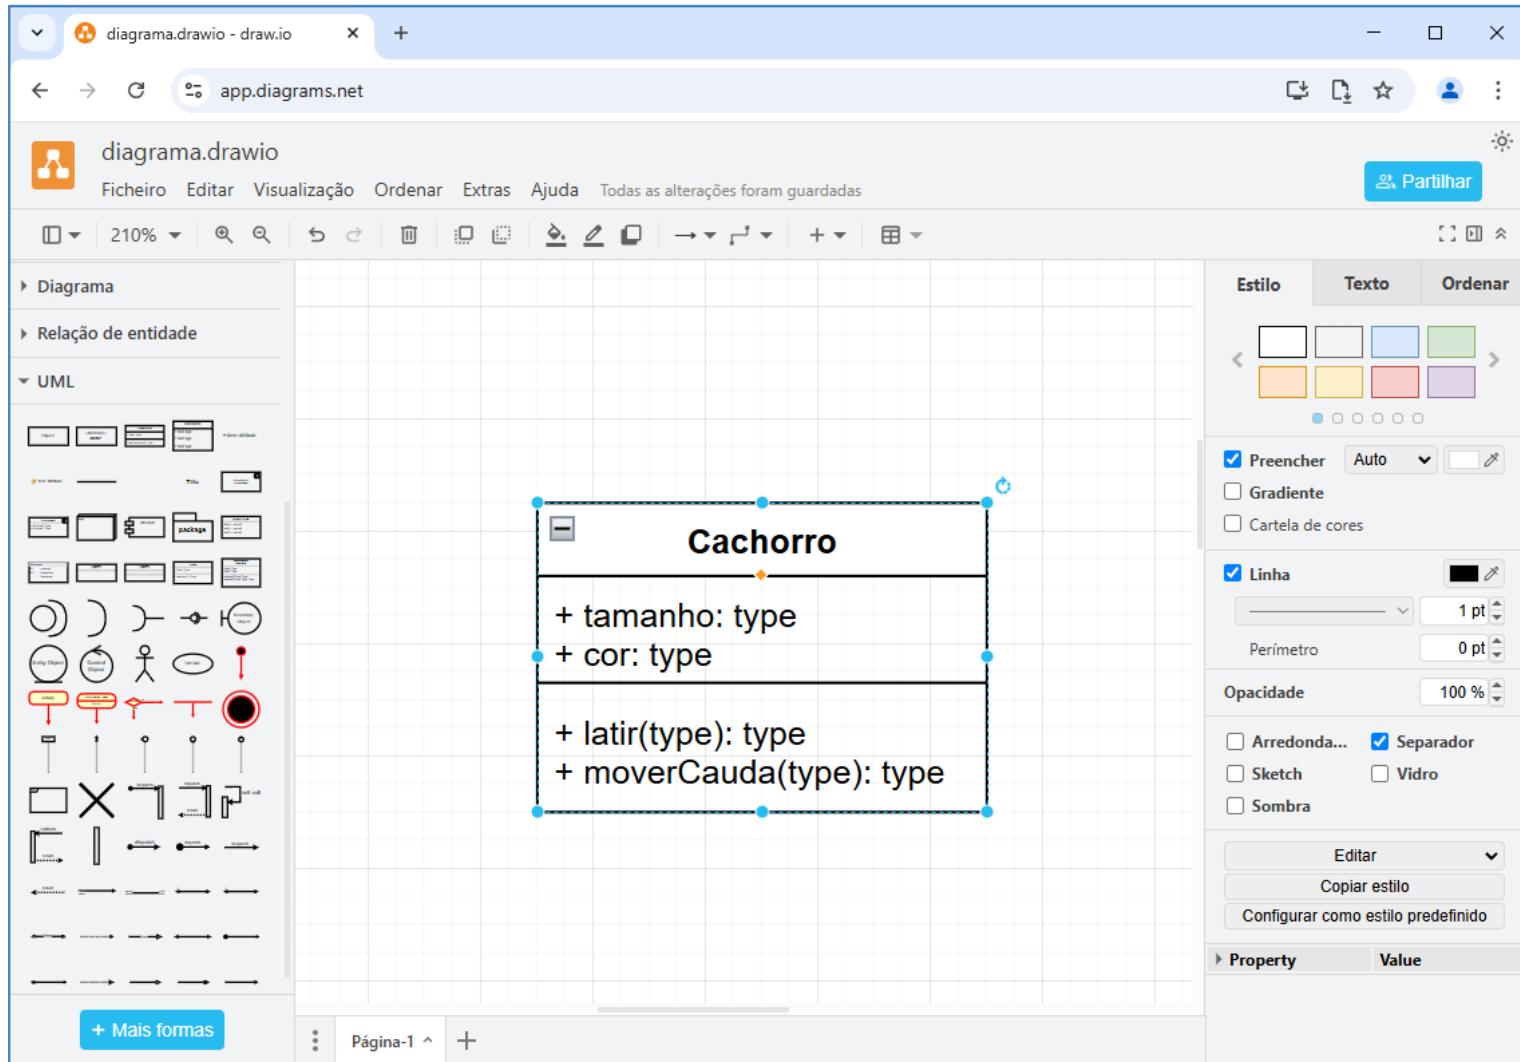 diagrama.drawio - draw.io
app.diagrams.net
diagrama.drawio
Ficheiro Editar Visualização Ordenar Extras Ajuda Todas as alterações foram guardadas
Partilhar
210%
Diagrama
Relação de entidade
UML
package
Mais formas
Cachorro
+ tamanho: type
+ cor: type
+ latir(type): type
+ moverCauda(type): type
Página-1
Estilo Texto Ordenar
Preencher Auto
Gradiente
Cartela de cores
Linha
1 pt
Perímetro 0 pt
Opacidade 100 %
Arredonda... Separador
Sketch Vidro
Sombra
Editar
Copiar estilo
Configurar como estilo predefinido
Property Value